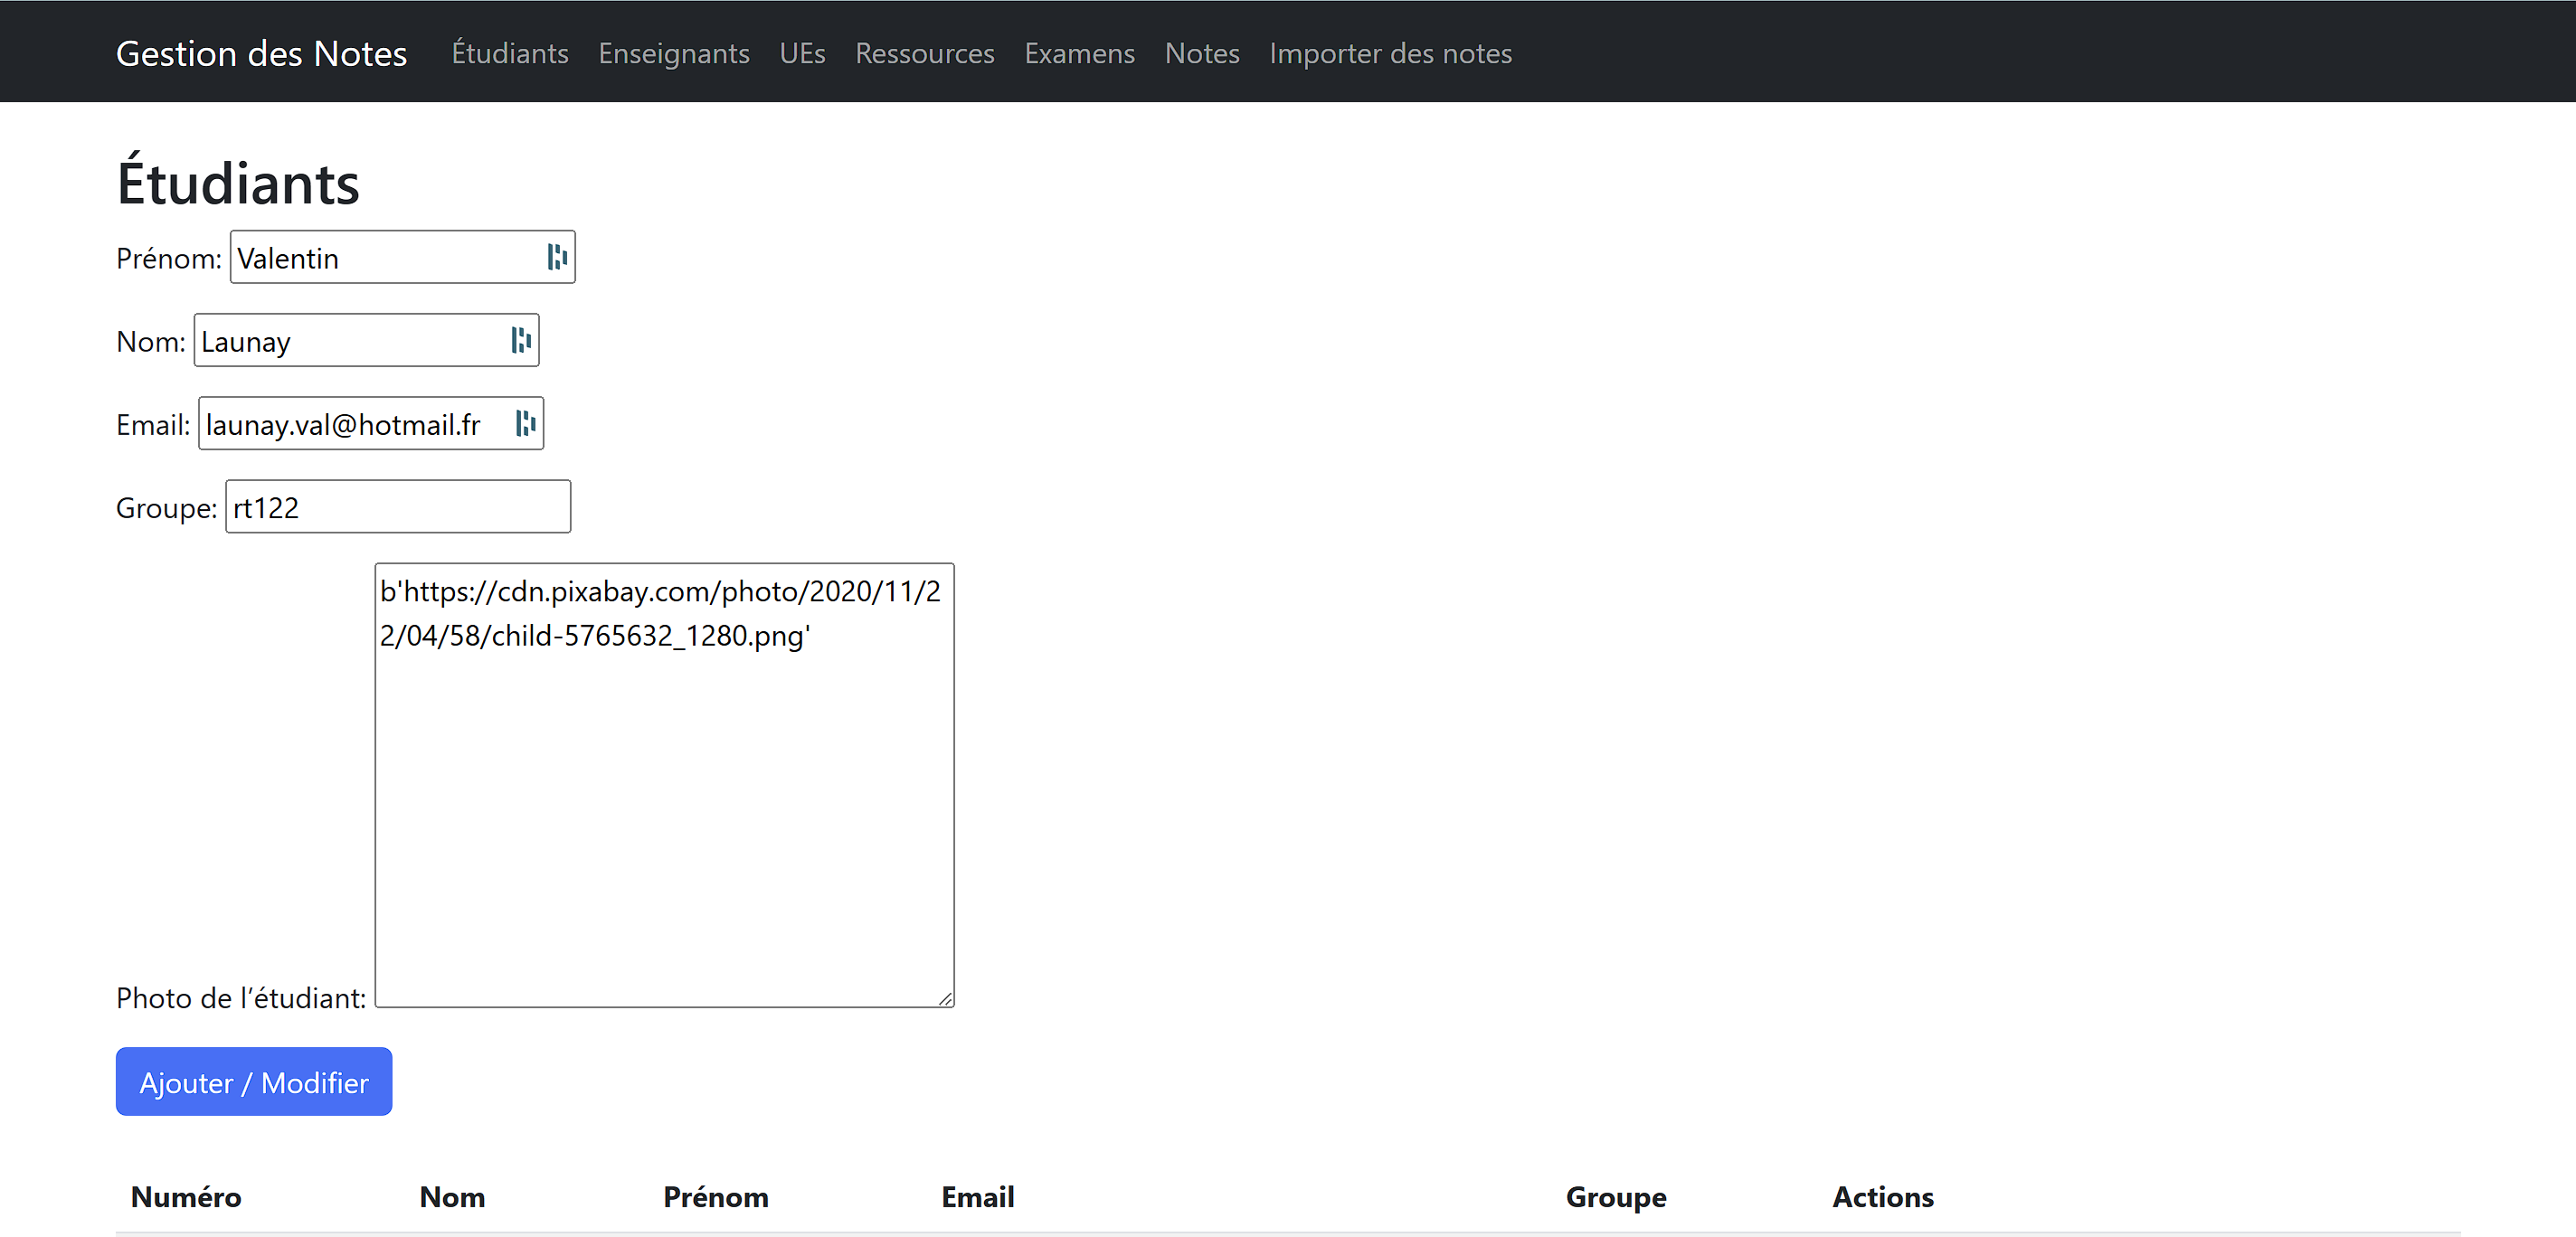 Gestion des Notes Étudiants Enseignants UEs Ressources Examens Notes Importer des notes
Étudiants
Prénom: Valentin
Nom: Launay
Email: launay.val@hotmail.fr
Groupe: rt122
b'https://cdn.pixabay.com/photo/2020/11/2
2/04/58/child-5765632_1280.png'
Photo de l’étudiant:
Ajouter / Modifier
Numéro Nom Prénom Email Groupe Actions